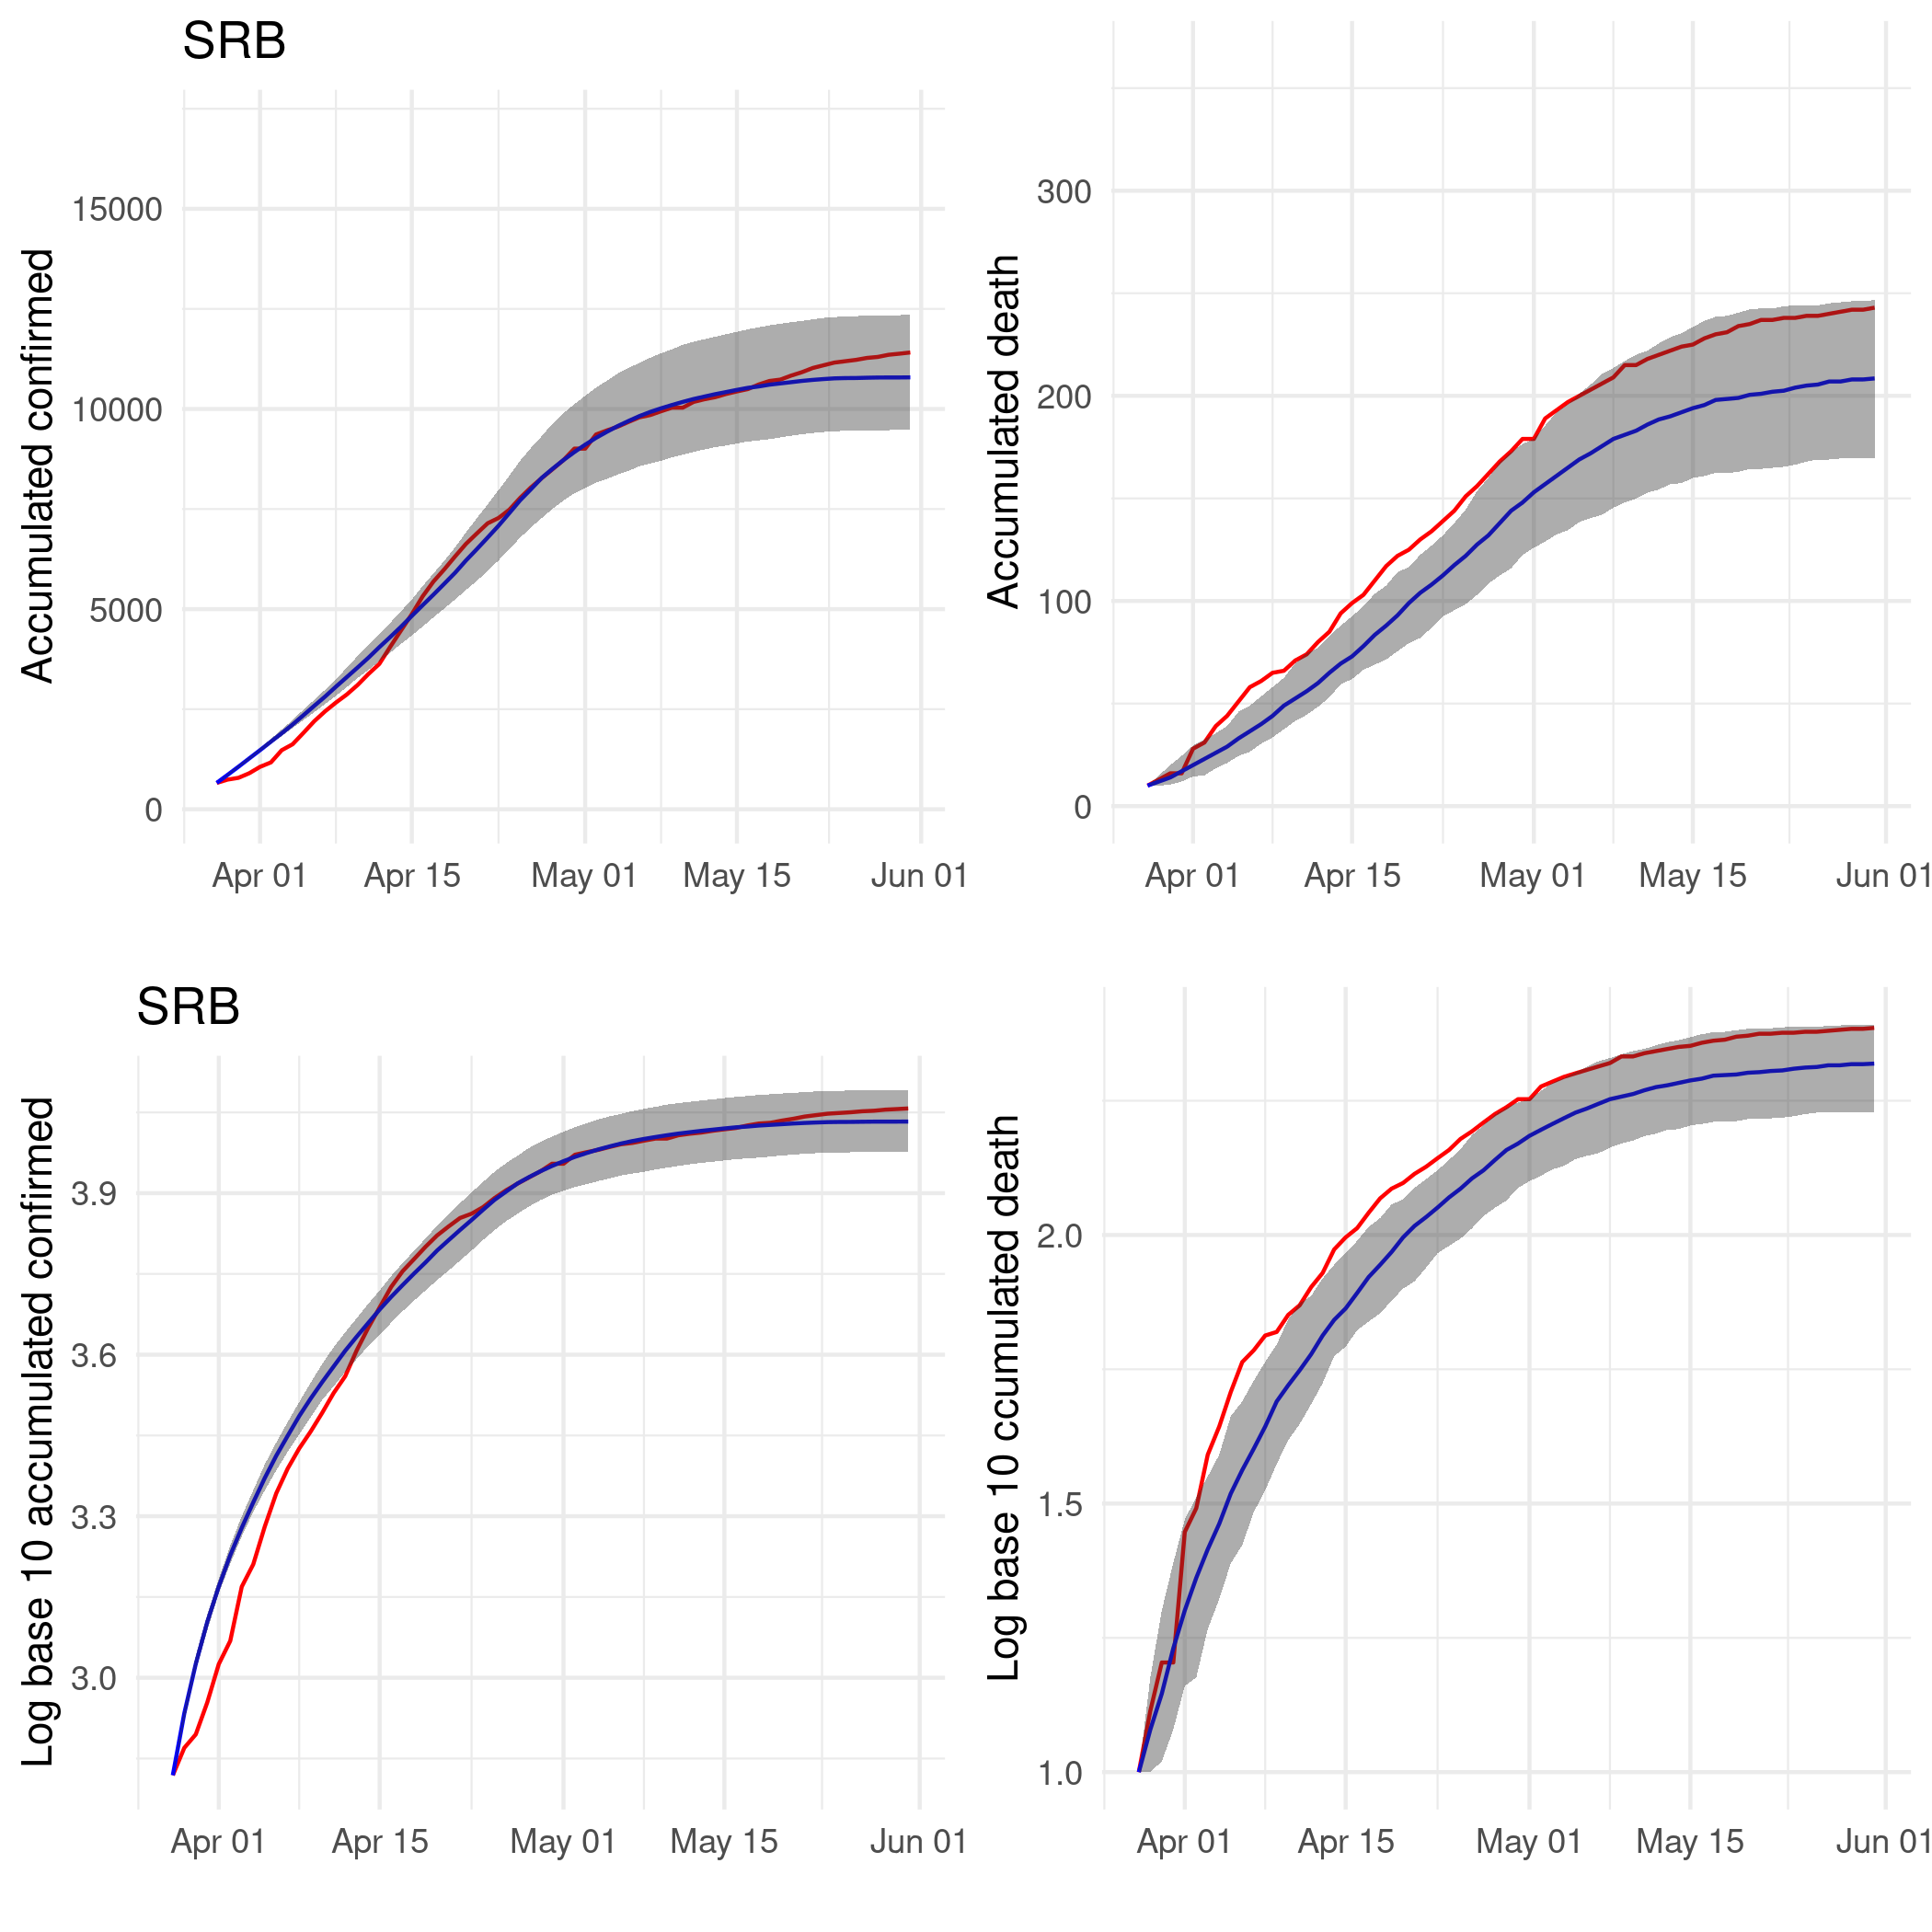 SRB
Accumulated confirmed
15000
10000
5000
0
Apr 01 Apr 15 May 01 May 15 Jun 01
Accumulated death
300
200
100
0
Apr 01 Apr 15 May 01 May 15 Jun 01
SRB
Log base 10 accumulated confirmed
3.9
3.6
3.3
3.0
Apr 01 Apr 15 May 01 May 15 Jun 01
Log base 10 ccumulated death
2.0
1.5
1.0
Apr 01 Apr 15 May 01 May 15 Jun 01